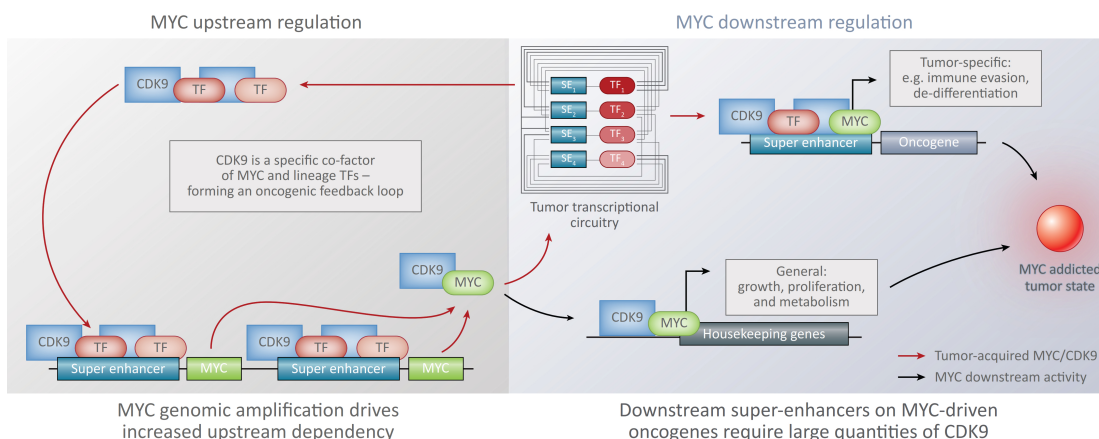 MYC upstream regulation
MYC downstream regulation
CDK9
TF
TF
CDK9 is a specific co-factor
of MYC and lineage TFs –
forming an oncogenic feedback loop
SE1
TF1
SE2
TF2
SE3
TF3
SE4
TF4
Tumor transcriptional
circuitry
CDK9
TF
MYC
Super enhancer
Oncogene
Tumor-specific:
e.g. immune evasion,
de-differentiation
CDK9
MYC
General:
growth, proliferation,
and metabolism
CDK9
MYC
Housekeeping genes
MYC addicted
tumor state
CDK9
TF
TF
Super enhancer
MYC
CDK9
TF
TF
Super enhancer
MYC
Tumor-acquired MYC/CDK9
MYC downstream activity
MYC genomic amplification drives
increased upstream dependency
Downstream super-enhancers on MYC-driven
oncogenes require large quantities of CDK9